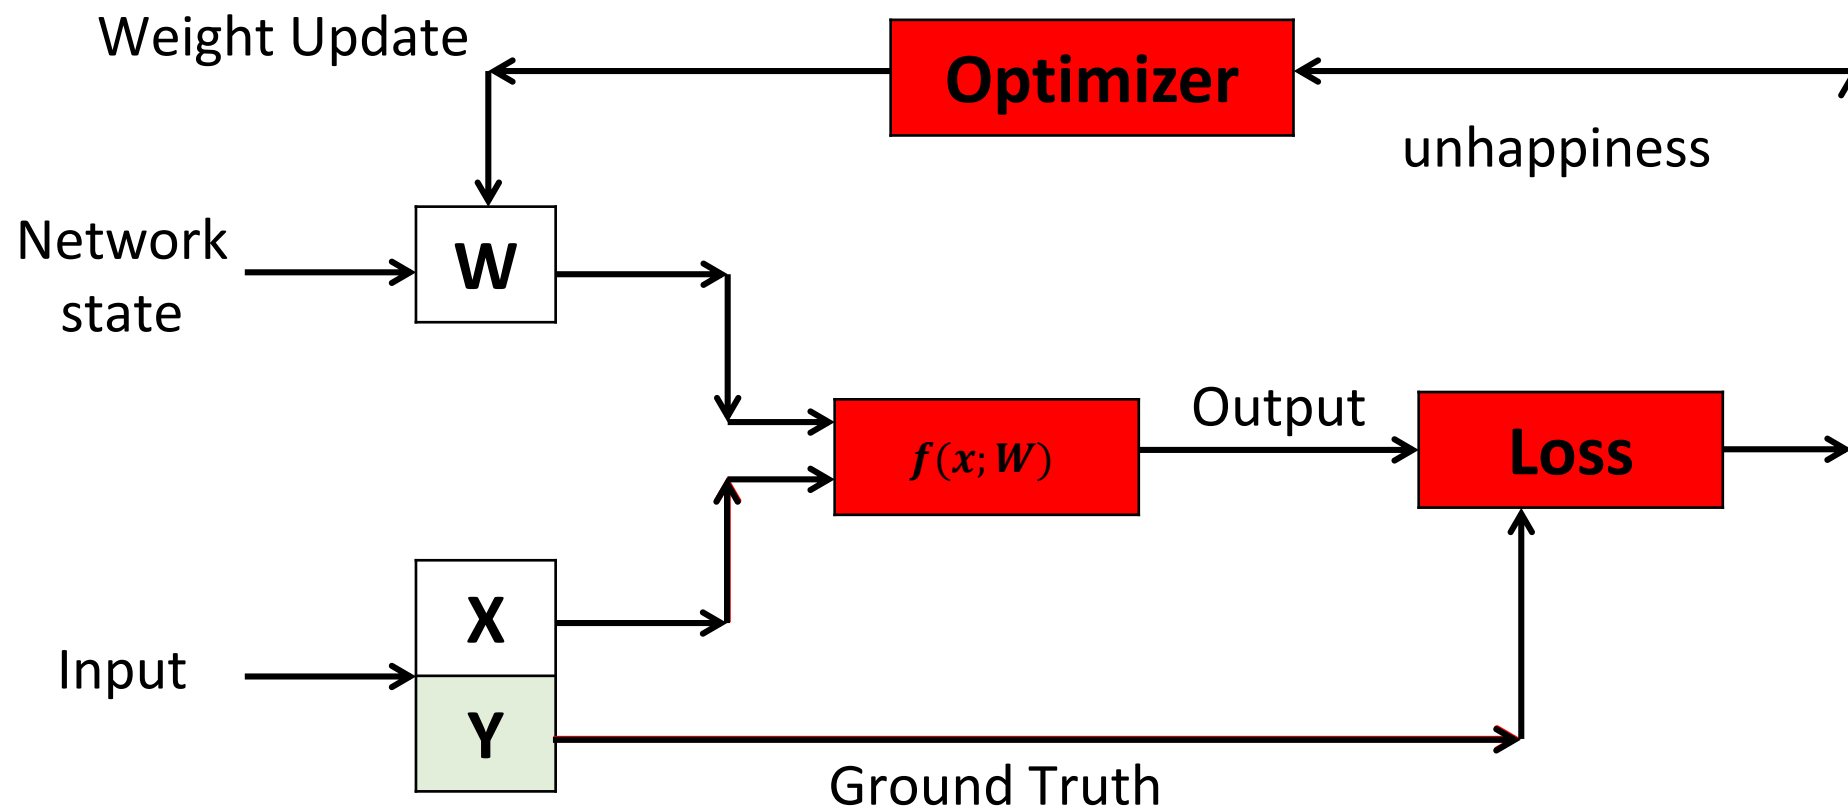 Weight Update
Optimizer
unhappiness
Network
state
W
Output
f(x; W)
Loss
X
Input
Y
Ground Truth